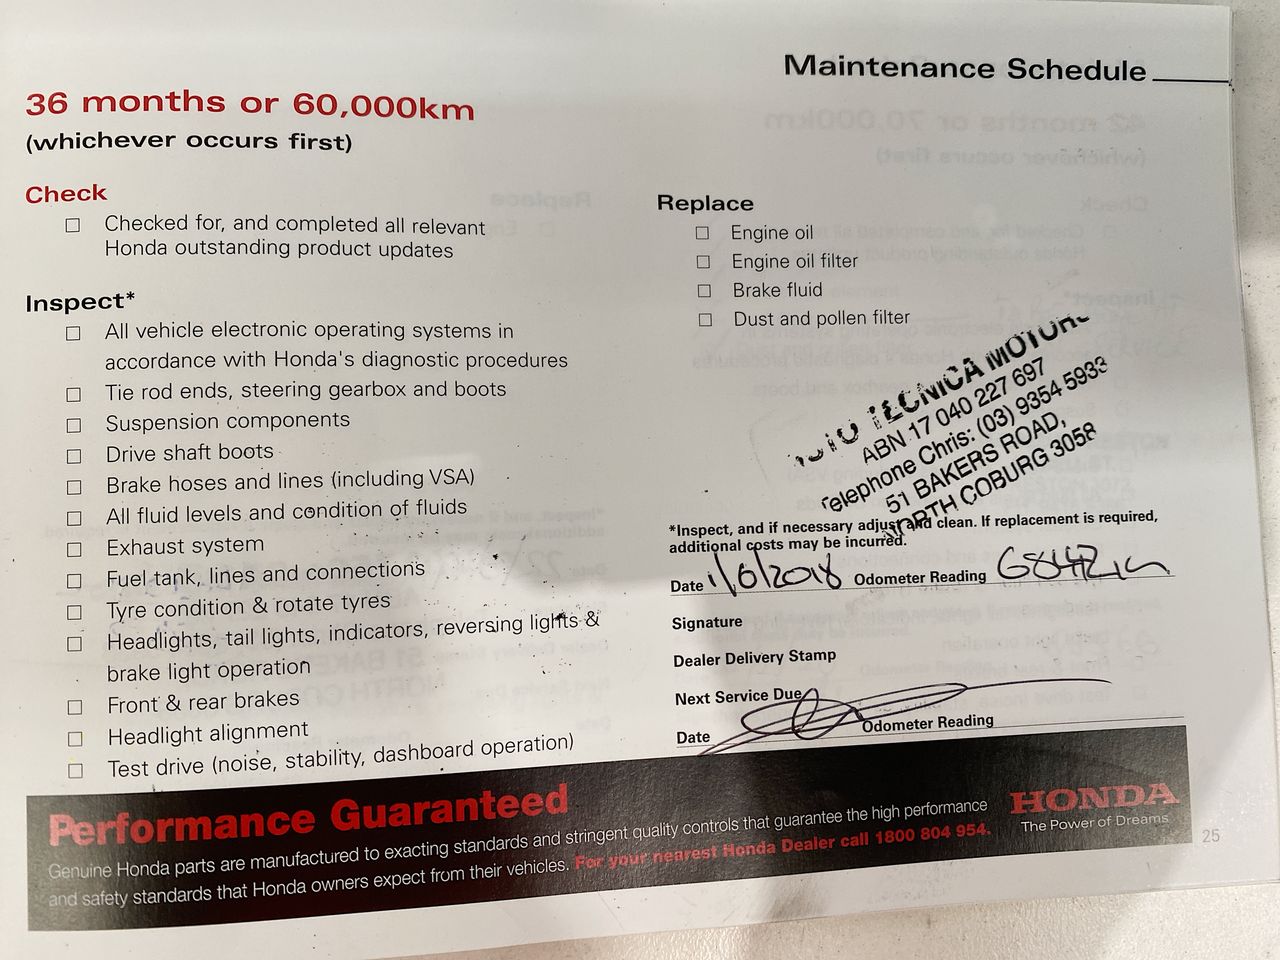 Maintenance Schedule
36 months or 60,000km
(whichever occurs first)
Check
☐ Checked for, and completed all relevant
Honda outstanding product updates
Inspect*
☐ All vehicle electronic operating systems in
accordance with Honda's diagnostic procedures
☐ Tie rod ends, steering gearbox and boots
☐ Suspension components
☐ Drive shaft boots
☐ Brake hoses and lines (including VSA)
☐ All fluid levels and condition of fluids
☐ Exhaust system
☐ Fuel tank, lines and connections
☐ Tyre condition & rotate tyres
☐ Headlights, tail lights, indicators, reversing lights &
brake light operation
☐ Front & rear brakes
☐ Headlight alignment
☐ Test drive (noise, stability, dashboard operation)
Replace
☐ Engine oil
☐ Engine oil filter
☐ Brake fluid
☐ Dust and pollen filter
TECNICA MOTORS
ABN 17 040 227 697
Telephone Chris: (03) 9354 5933
51 BAKERS ROAD,
NORTH COBURG 3058
*Inspect, and if necessary adjust and clean. If replacement is required,
additional costs may be incurred.
Date 1/6/2018 Odometer Reading
Signature
Dealer Delivery Stamp
Next Service Due
Date Odometer Reading
Performance Guaranteed
Genuine Honda parts are manufactured to exacting standards and stringent quality controls that guarantee the high performance
and safety standards that Honda owners expect from their vehicles. For your nearest Honda Dealer call 1800 804 954.
HONDA
The Power of Dreams
25